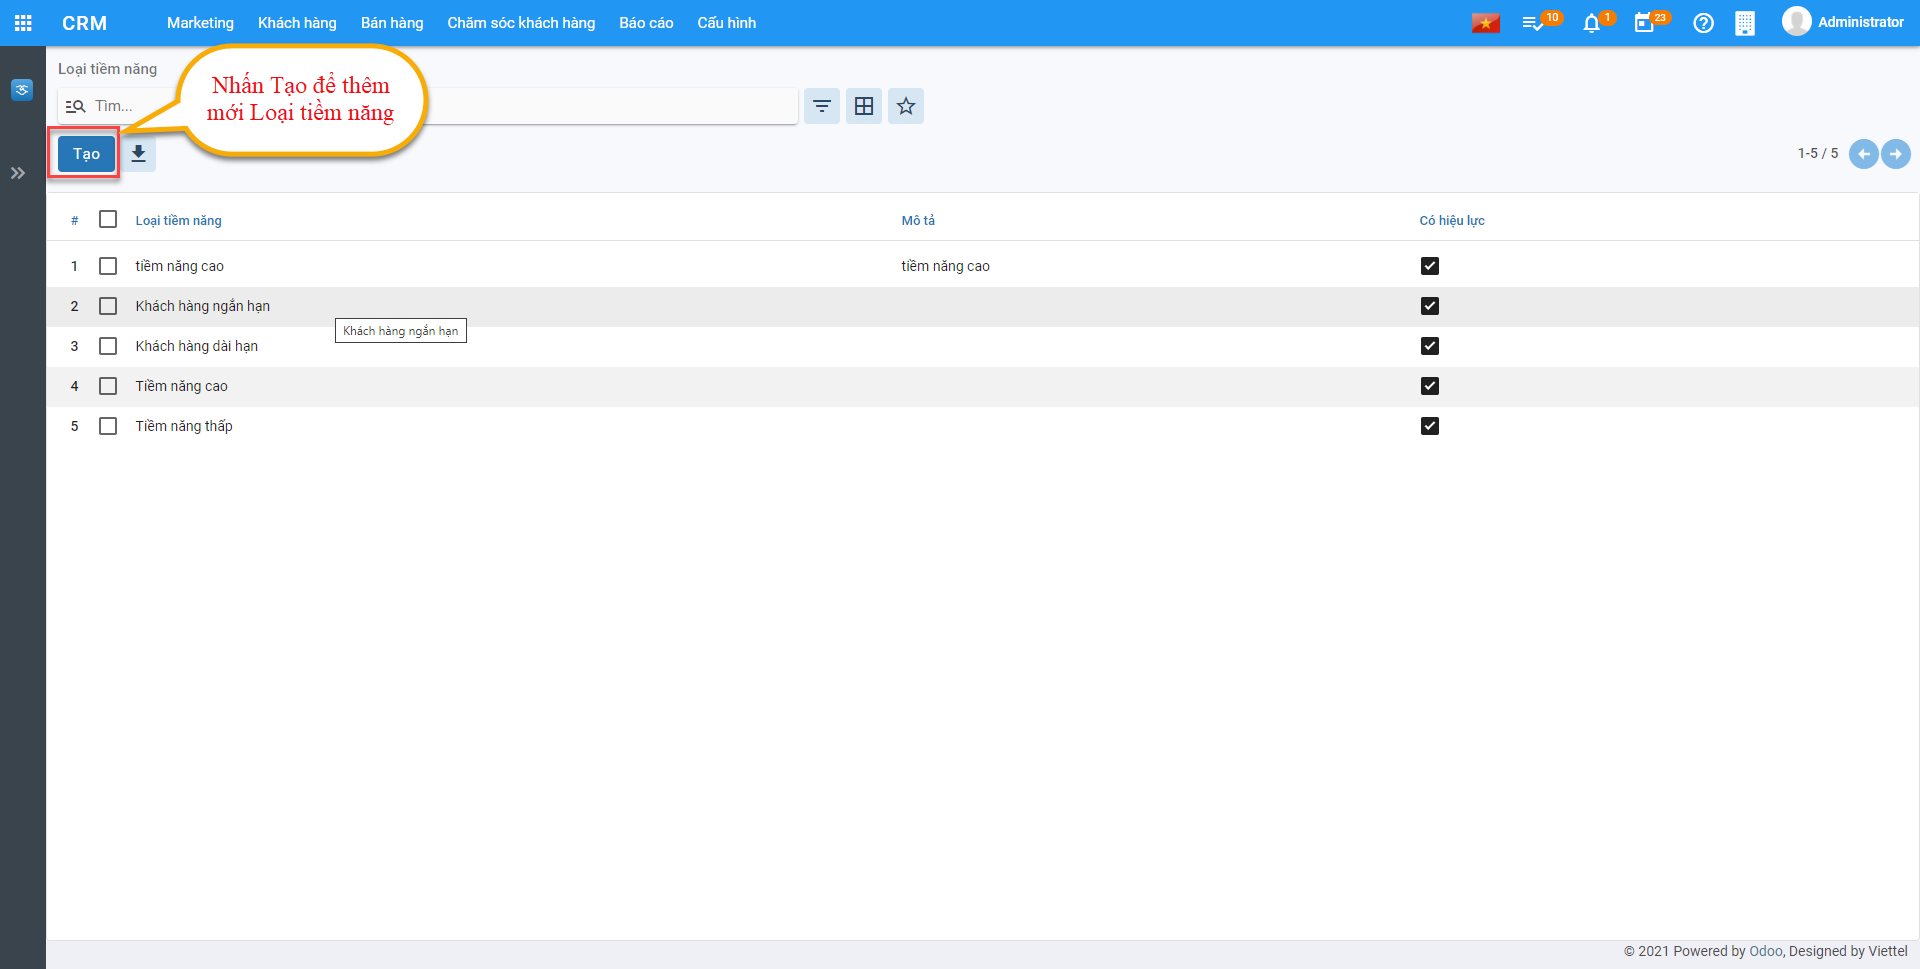 CRM Marketing Khách hàng Bán hàng Chăm sóc khách hàng Báo cáo Cấu hình 10 1 23 Administrator
Loại tiềm năng
Tìm...
Nhấn Tạo để thêm
mới Loại tiềm năng
Tạo
1-5 / 5
# Loại tiềm năng Mô tả Có hiệu lực
1 tiềm năng cao tiềm năng cao
2 Khách hàng ngắn hạn
Khách hàng ngắn hạn
3 Khách hàng dài hạn
4 Tiềm năng cao
5 Tiềm năng thấp
© 2021 Powered by Odoo, Designed by Viettel